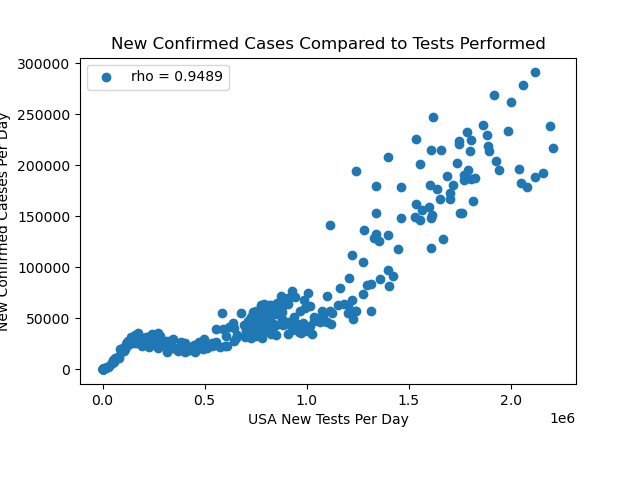 New Confirmed Cases Compared to Tests Performed
rho = 0.9489
300000
250000
200000
150000
100000
50000
0
New Confirmed Caeses Per Day
0.0 0.5 1.0 1.5 2.0
1e6
USA New Tests Per Day